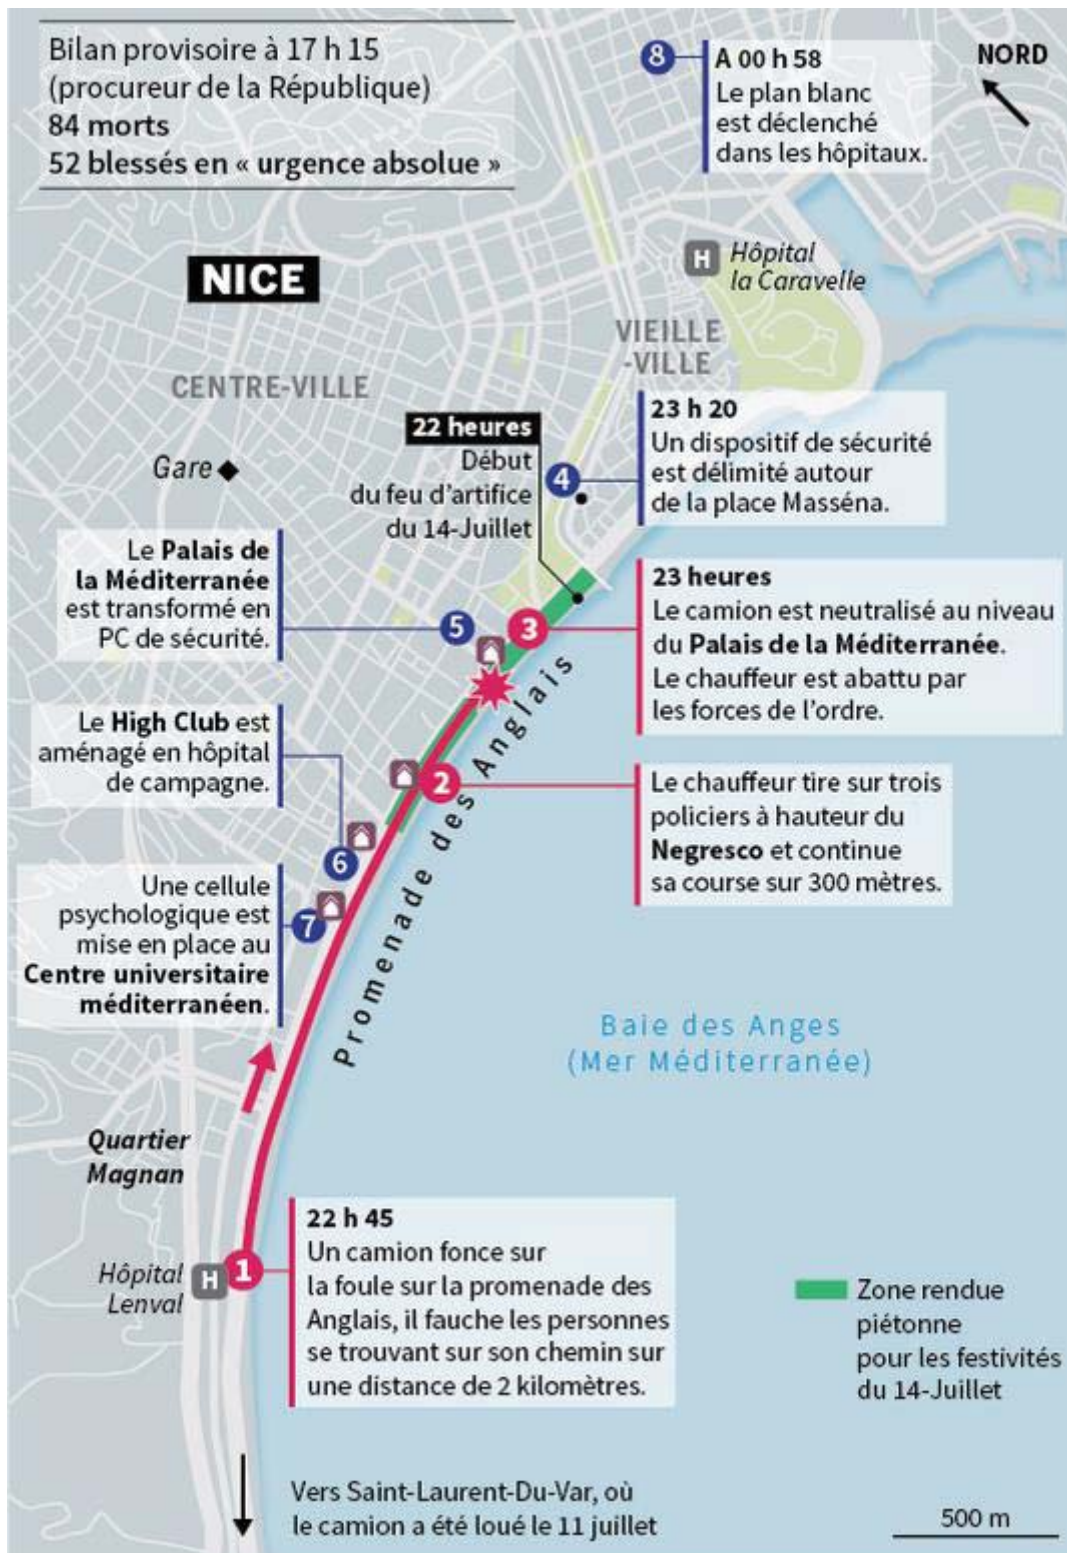 Bilan provisoire à 17 h 15
(procureur de la République)
84 morts
52 blessés en « urgence absolue »
8
A 00 h 58
Le plan blanc
est déclenché
dans les hôpitaux.
NORD
NICE
H
Hôpital
la Caravelle
VIEILLE
-VILLE
CENTRE-VILLE
Gare
22 heures
Début
du feu d'artifice
du 14-Juillet
4
23 h 20
Un dispositif de sécurité
est délimité autour
de la place Masséna.
Le Palais de
la Méditerranée
est transformé en
PC de sécurité.
5
3
23 heures
Le camion est neutralisé au niveau
du Palais de la Méditerranée.
Le chauffeur est abattu par
les forces de l'ordre.
Le High Club est
aménagé en hôpital
de campagne.
6
2
Le chauffeur tire sur trois
policiers à hauteur du
Negresco et continue
sa course sur 300 mètres.
Une cellule
psychologique est
mise en place au
Centre universitaire
méditerranéen.
7
Promenade des Anglais
Baie des Anges
(Mer Méditerranée)
Quartier
Magnan
Hôpital
Lenval
H
1
22 h 45
Un camion fonce sur
la foule sur la promenade des
Anglais, il fauche les personnes
se trouvant sur son chemin sur
une distance de 2 kilomètres.
Zone rendue
piétonne
pour les festivités
du 14-Juillet
Vers Saint-Laurent-Du-Var, où
le camion a été loué le 11 juillet
500 m